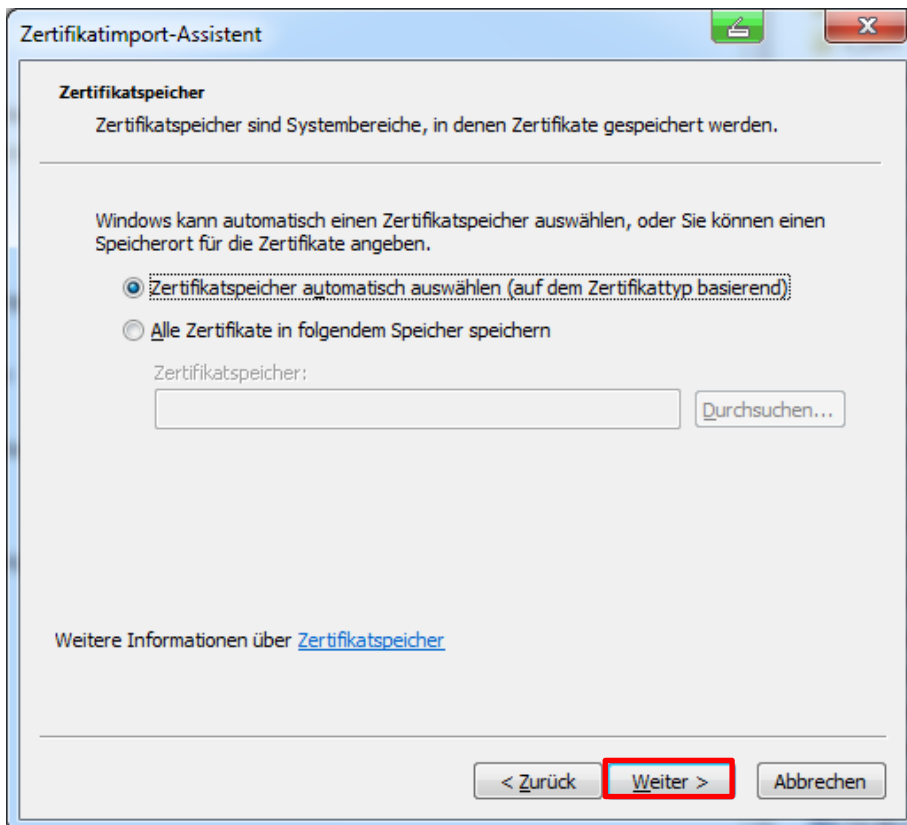 Zertifikatimport-Assistent
Zertifikatspeicher
Zertifikatspeicher sind Systembereiche, in denen Zertifikate gespeichert werden.
Windows kann automatisch einen Zertifikatspeicher auswählen, oder Sie können einen
Speicherort für die Zertifikate angeben.
Zertifikatspeicher automatisch auswählen (auf dem Zertifikattyp basierend)
Alle Zertifikate in folgendem Speicher speichern
Zertifikatspeicher:
Durchsuchen...
Weitere Informationen über Zertifikatspeicher
< Zurück Weiter > Abbrechen